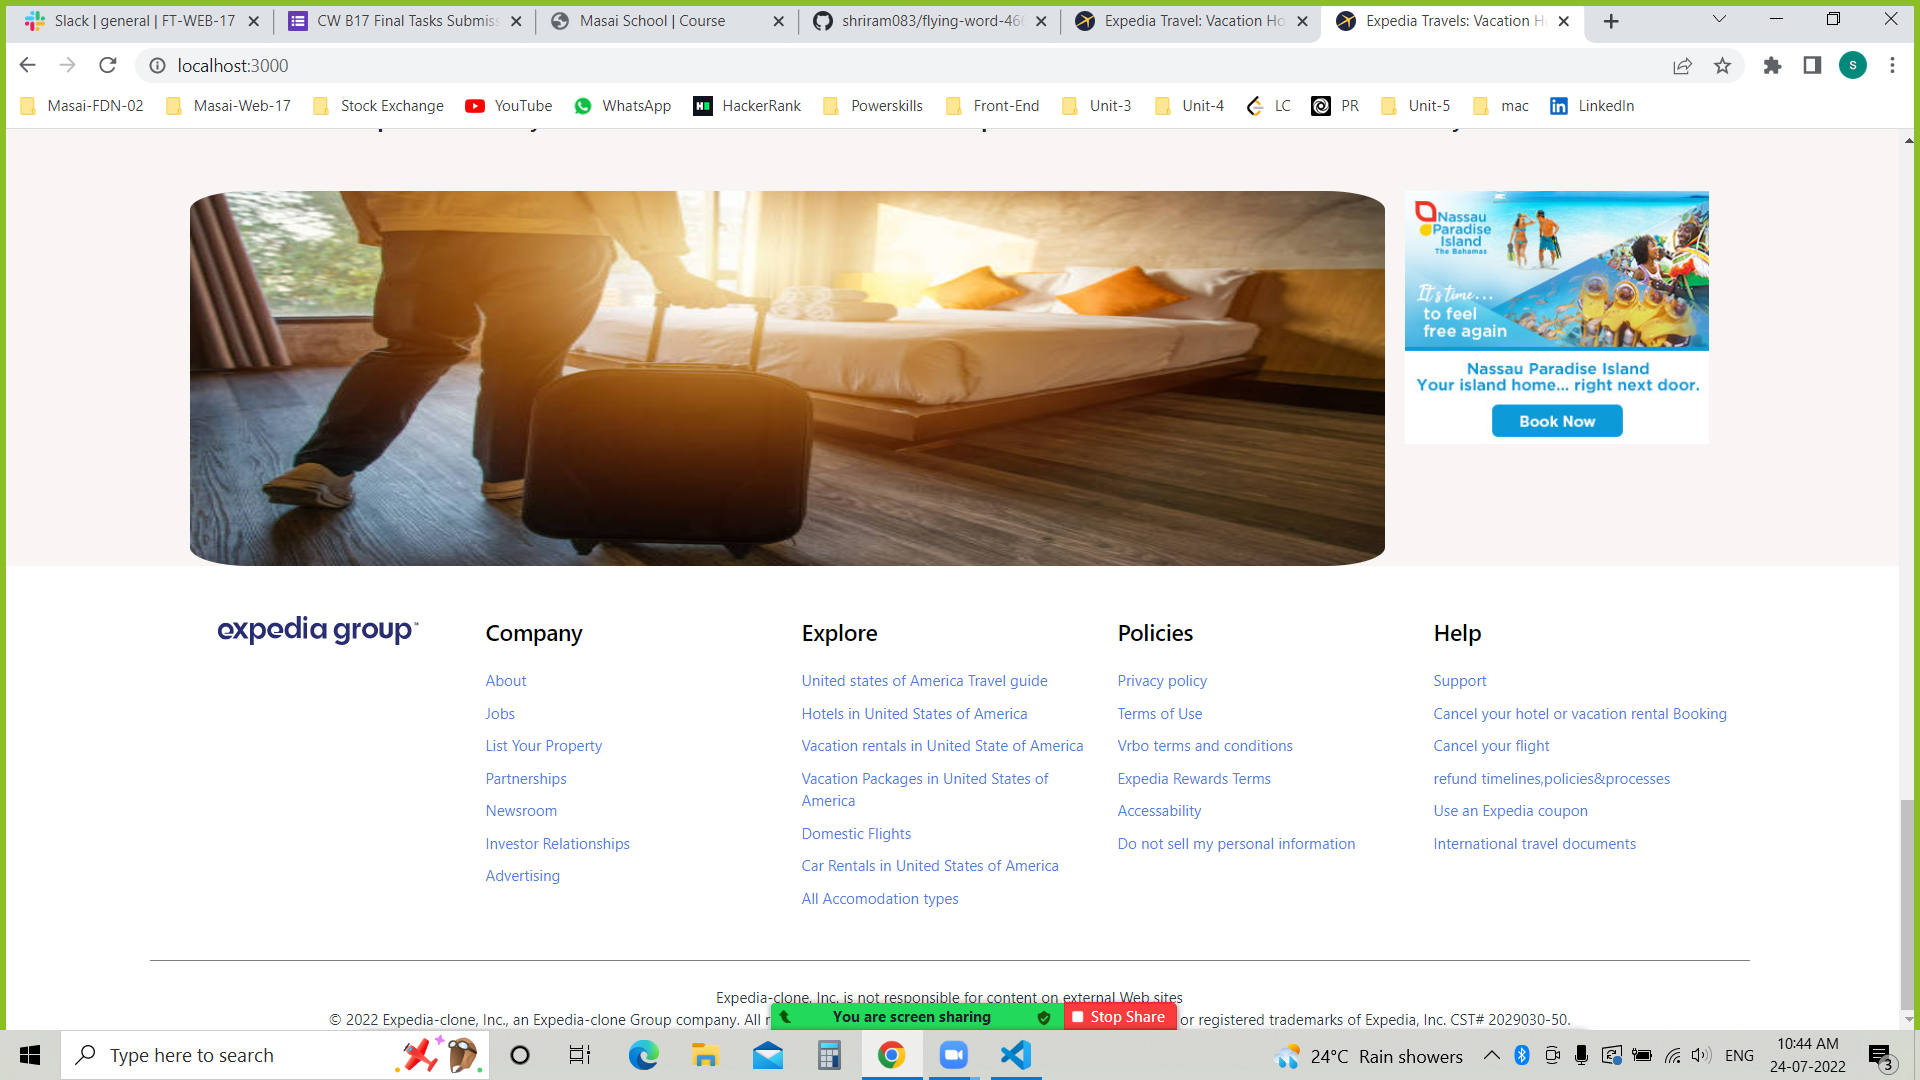 Slack | general | FT-WEB-17
CW B17 Final Tasks Submiss
Masai School | Course
shriram083/flying-word-466
Expedia Travel: Vacation Ho
Expedia Travels: Vacation H
localhost:3000
S
Masai-FDN-02
Masai-Web-17
Stock Exchange
YouTube
WhatsApp
HackerRank
Powerskills
Front-End
Unit-3
Unit-4
LC
PR
Unit-5
mac
LinkedIn
Nassau
Paradise
Island
The Bahamas
It's time...
to feel
free again
Nassau Paradise Island
Your island home... right next door.
Book Now
expedia group™
Company
About
Jobs
List Your Property
Partnerships
Newsroom
Investor Relationships
Advertising
Explore
United states of America Travel guide
Hotels in United States of America
Vacation rentals in United State of America
Vacation Packages in United States of
America
Domestic Flights
Car Rentals in United States of America
All Accomodation types
Policies
Privacy policy
Terms of Use
Vrbo terms and conditions
Expedia Rewards Terms
Accessability
Do not sell my personal information
Help
Support
Cancel your hotel or vacation rental Booking
Cancel your flight
refund timelines,policies&processes
Use an Expedia coupon
International travel documents
Expedia-clone, Inc. is not responsible for content on external Web sites
© 2022 Expedia-clone, Inc., an Expedia-clone Group company. All or registered trademarks of Expedia, Inc. CST# 2029030-50.
You are screen sharing
Stop Share
Type here to search
24°C Rain showers
ENG
10:44 AM
24-07-2022
3